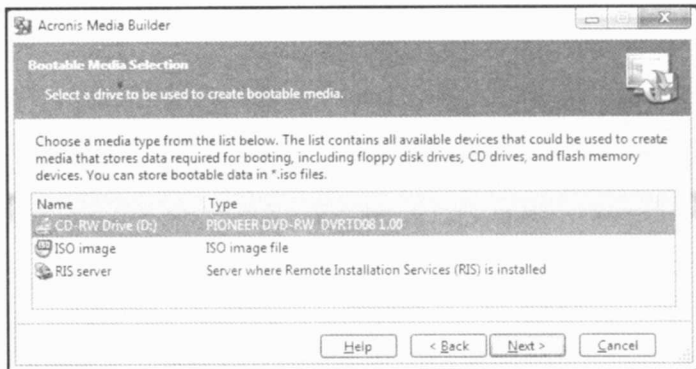 Acronis Media Builder
Bootable Media Selection
Select a drive to be used to create bootable media.
Choose a media type from the list below. The list contains all available devices that could be used to create
media that stores data required for booting, including floppy disk drives, CD drives, and flash memory
devices. You can store bootable data in *.iso files.
Name Type
CD-RW Drive (D:) PIONEER DVD-RW DVRTD08 1.00
ISO image ISO image file
RIS server Server where Remote Installation Services (RIS) is installed
Help < Back Next > Cancel